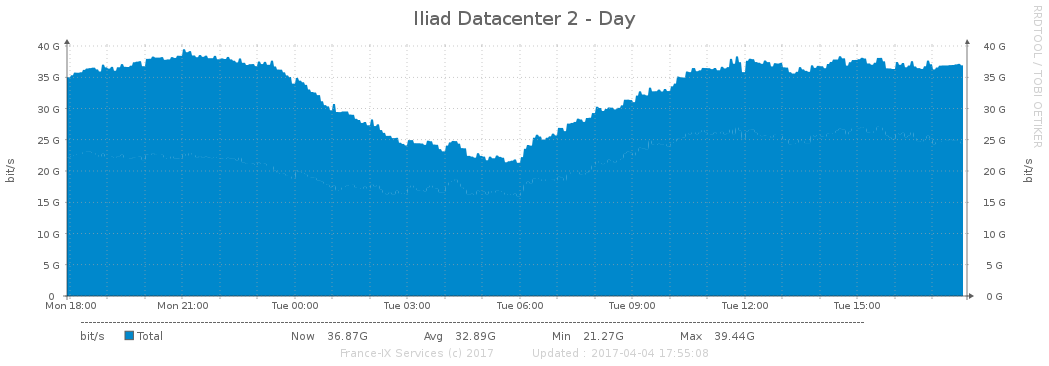 Iliad Datacenter 2 - Day
RRDTOOL / TOBI OETIKER
bit/s
40 G
35 G
30 G
25 G
20 G
15 G
10 G
5 G
0
40 G
35 G
30 G
25 G
20 G
15 G
10 G
5 G
0 G
bit/s
Mon 18:00 Mon 21:00 Tue 00:00 Tue 03:00 Tue 06:00 Tue 09:00 Tue 12:00 Tue 15:00
bit/s Total Now 36.87G Avg 32.89G Min 21.27G Max 39.44G
France-IX Services (c) 2017 Updated : 2017-04-04 17:55:08